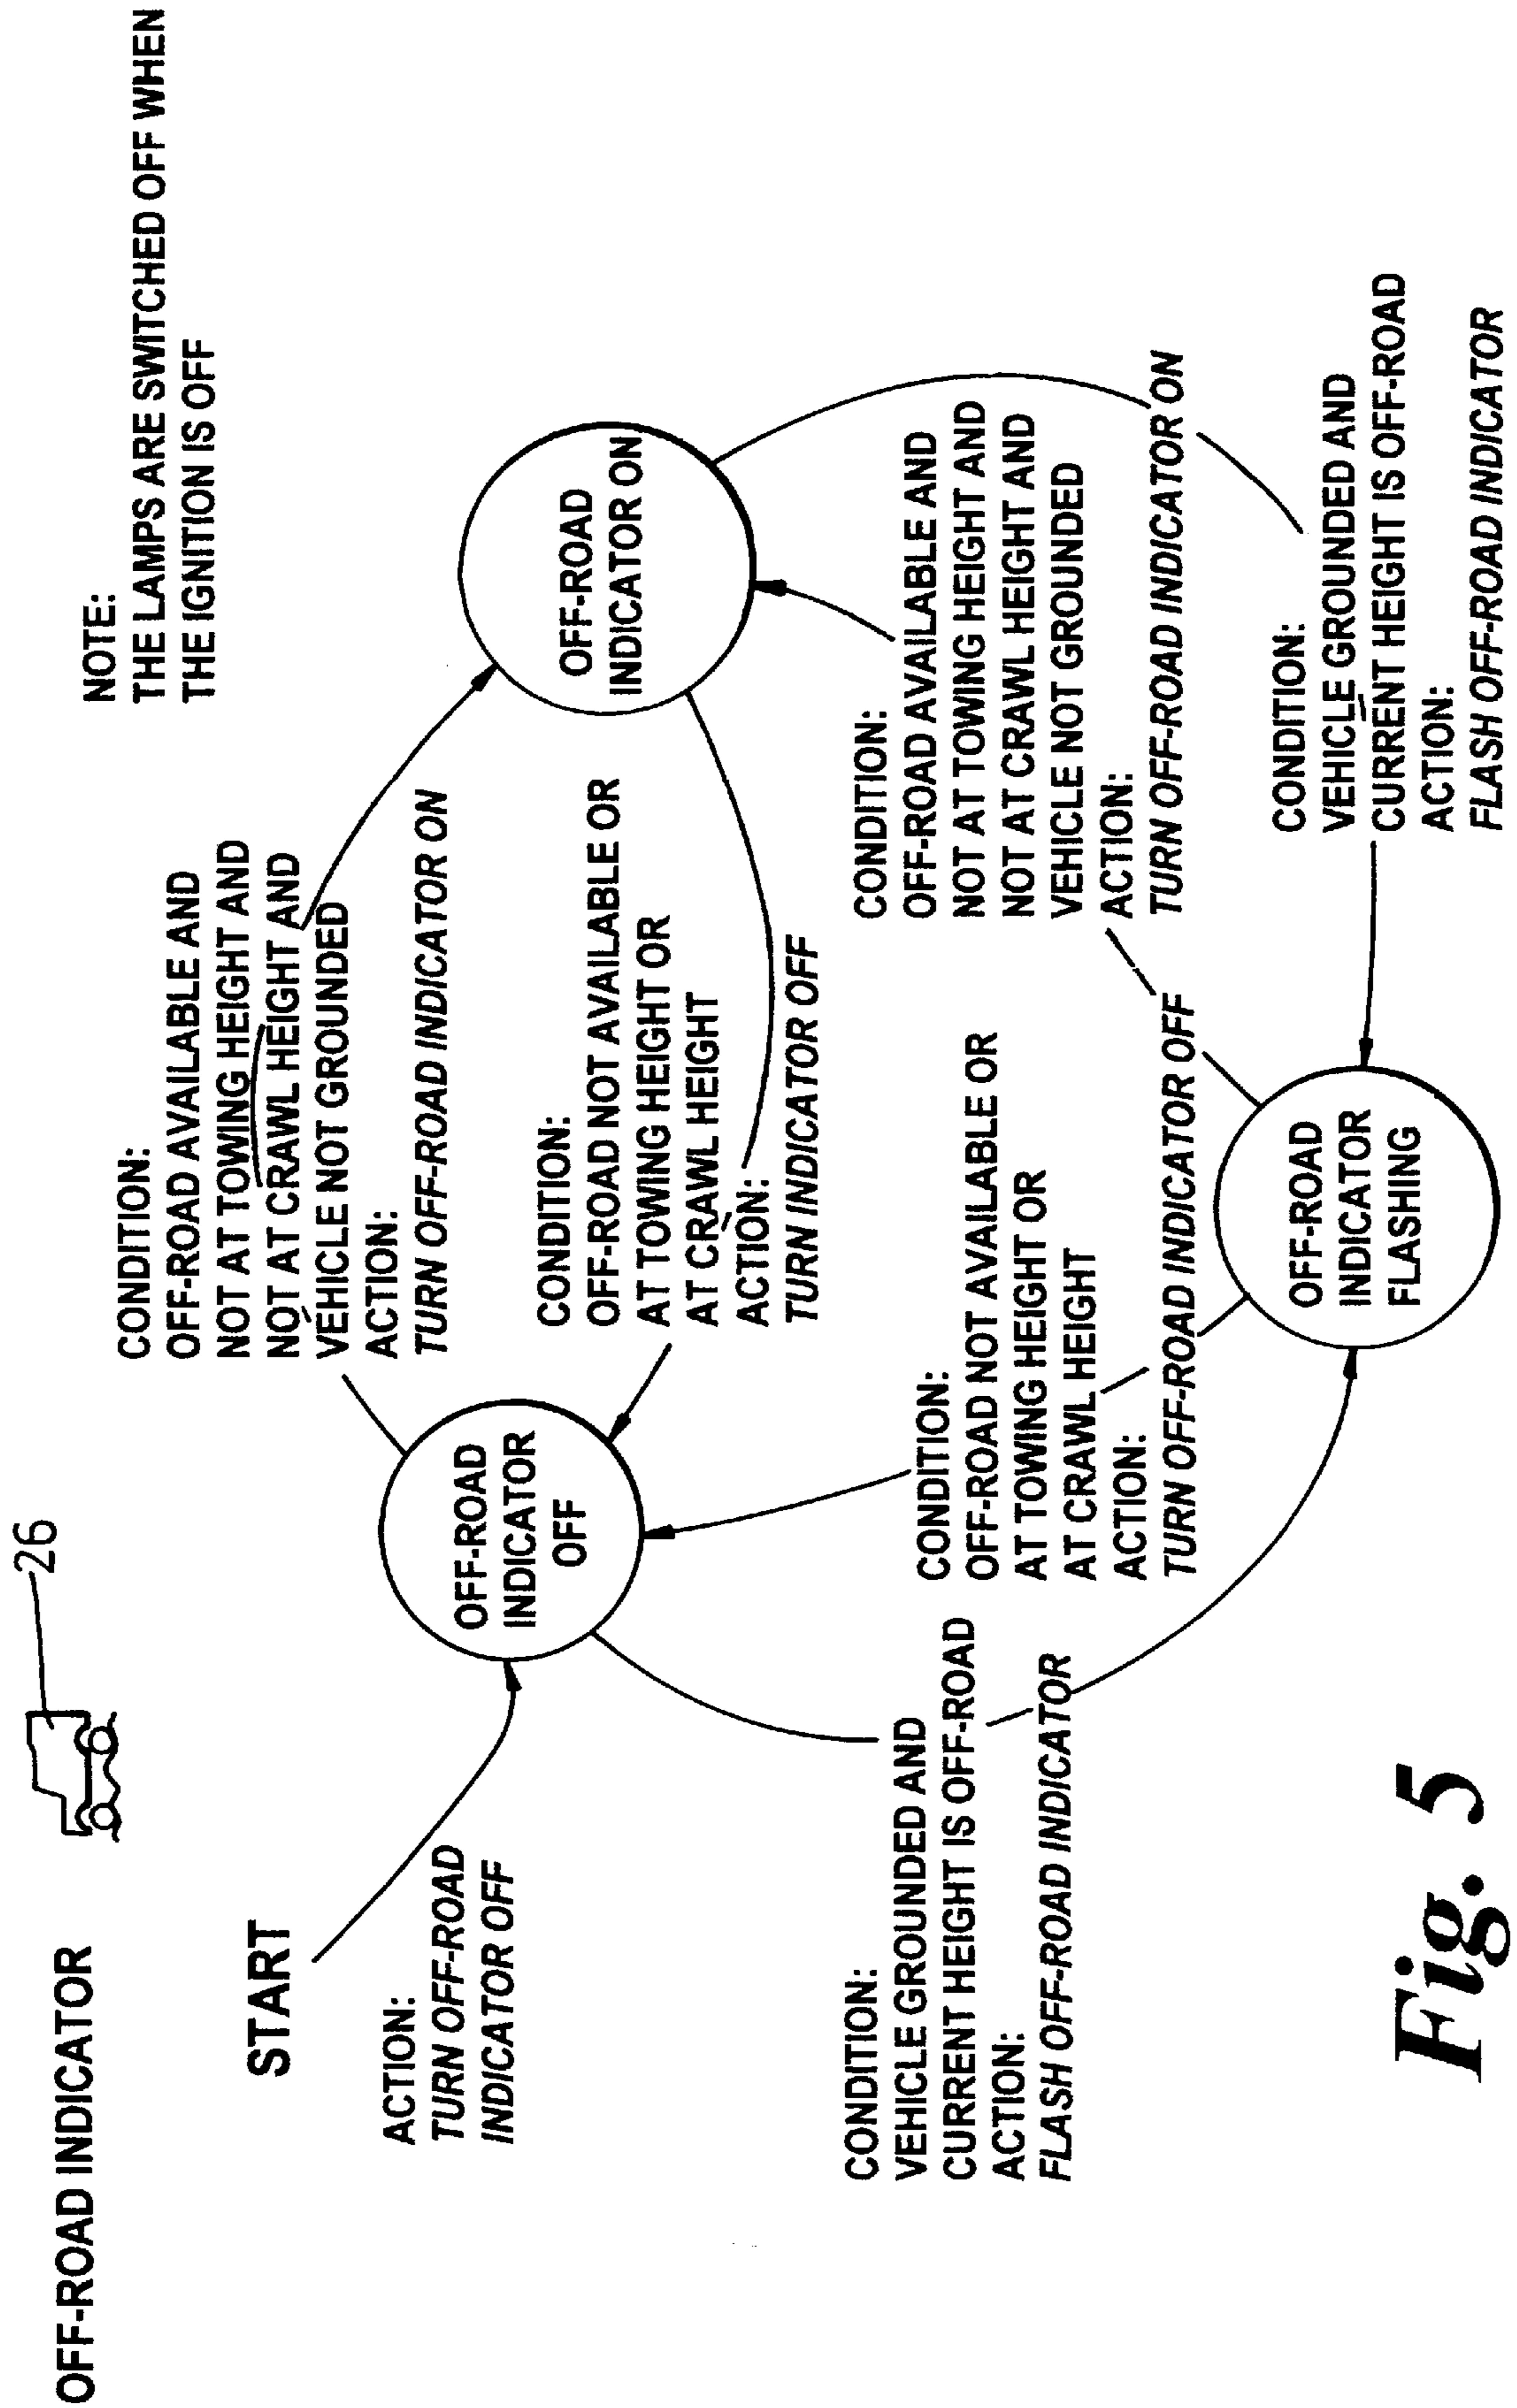 OFF-ROAD INDICATOR
26
NOTE:
THE LAMPS ARE SWITCHED OFF WHEN
THE IGNITION IS OFF
START
ACTION:
TURN OFF-ROAD
INDICATOR OFF
OFF-ROAD
INDICATOR
OFF
CONDITION:
OFF-ROAD AVAILABLE AND
NOT AT TOWING HEIGHT AND
NOT AT CRAWL HEIGHT AND
VEHICLE NOT GROUNDED
ACTION:
TURN OFF-ROAD INDICATOR ON
OFF-ROAD
INDICATOR ON
CONDITION:
OFF-ROAD NOT AVAILABLE OR
AT TOWING HEIGHT OR
AT CRAWL HEIGHT
ACTION:
TURN INDICATOR OFF
CONDITION:
VEHICLE GROUNDED AND
CURRENT HEIGHT IS OFF-ROAD
ACTION:
FLASH OFF-ROAD INDICATOR
CONDITION:
OFF-ROAD NOT AVAILABLE OR
AT TOWING HEIGHT OR
AT CRAWL HEIGHT
ACTION:
TURN OFF-ROAD INDICATOR OFF
CONDITION:
OFF-ROAD AVAILABLE AND
NOT AT TOWING HEIGHT AND
NOT AT CRAWL HEIGHT AND
VEHICLE NOT GROUNDED
ACTION:
TURN OFF-ROAD INDICATOR ON
OFF-ROAD
INDICATOR
FLASHING
CONDITION:
VEHICLE GROUNDED AND
CURRENT HEIGHT IS OFF-ROAD
ACTION:
FLASH OFF-ROAD INDICATOR
Fig. 5